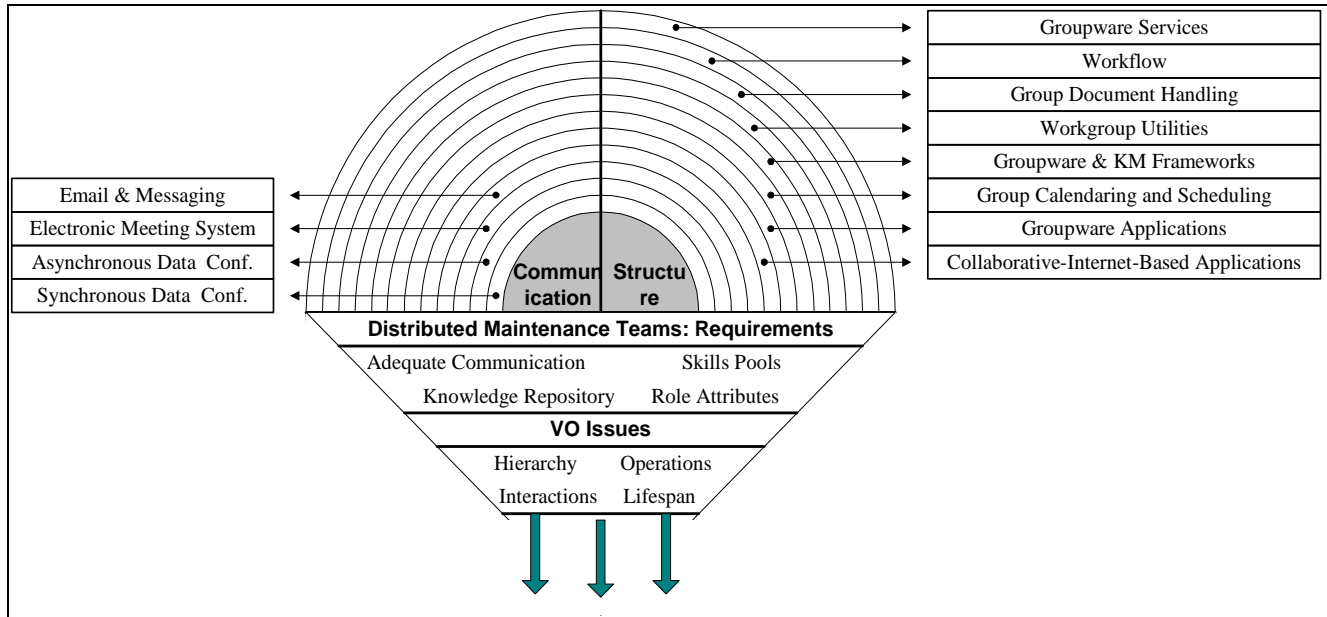 Groupware Services
Workflow
Group Document Handling
Workgroup Utilities
Groupware & KM Frameworks
Group Calendaring and Scheduling
Groupware Applications
Collaborative-Internet-Based Applications
Email & Messaging
Electronic Meeting System
Asynchronous Data Conf.
Synchronous Data Conf.
Commun
ication
Structu
re
Distributed Maintenance Teams: Requirements
Adequate Communication Skills Pools
Knowledge Repository Role Attributes
VO Issues
Hierarchy Operations
Interactions Lifespan